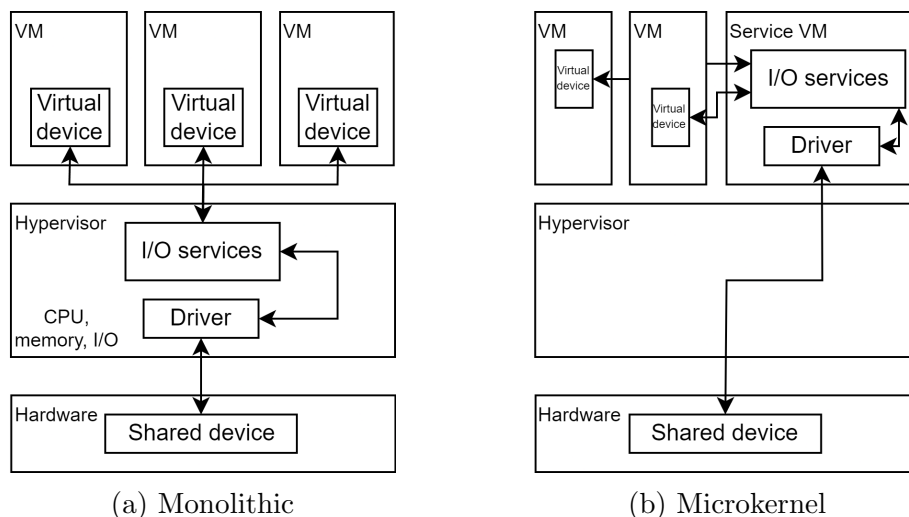 VM
VM
VM
Virtual
device
Virtual
device
Virtual
device
Hypervisor
I/O services
Driver
CPU,
memory, I/O
Hardware
Shared device
(a) Monolithic
VM
VM
Service VM
Virtual
device
Virtual
device
I/O services
Driver
Hypervisor
Hardware
Shared device
(b) Microkernel